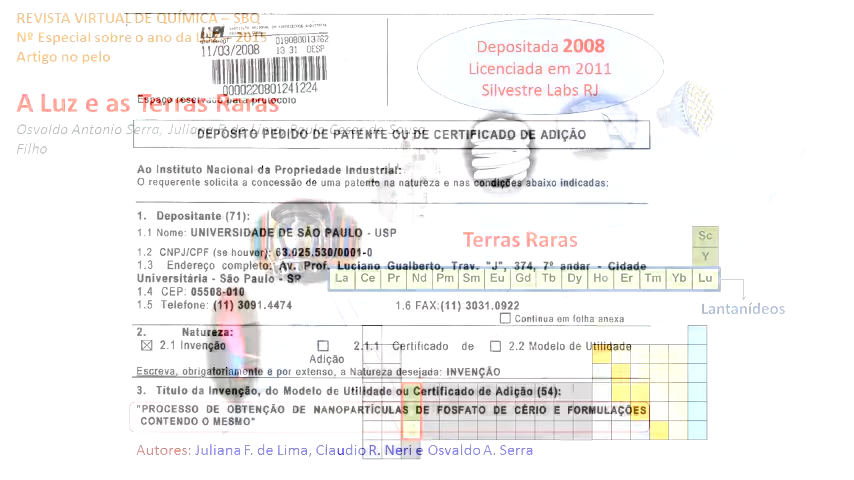 REVISTA VIRTUAL DE QUÍMICA – SBQ
Nº Especial sobre o ano da 2015
Artigo no pelo
11/03/2008
13 31 DESP
0000220801241224
Espaço reservado para protocolo
Depositada 2008
Licenciada em 2011
Silvestre Labs RJ
A Luz e as Terras Raras
Osvaldo Antonio Serra,
Filho
DEPÓSITO PEDIDO DE PATENTE OU DE CERTIFICADO DE ADIÇÃO
Ao Instituto Nacional da Propriedade Industrial:
O requerente solicita a concessão de uma patente na natureza e nas condições abaixo indicadas:
1. Depositante (71):
1.1 Nome: UNIVERSIDADE DE SÃO PAULO - USP
1.2 CNPJ/CPF (se houver): 63.025.530/0001-0
1.3 Endereço completo: Av. Prof. Luciano Gualberto, Trav. "J", 374, 7º andar - Cidade
Universitária - São Paulo - SP
1.4 CEP: 05508-010
1.5 Telefone: (11) 3091.4474 1.6 FAX:(11) 3031.0922
Continua em folha anexa
Terras Raras
Sc
Y
La Ce Pr Nd Pm Sm Eu Gd Tb Dy Ho Er Tm Yb Lu
Lantanídeos
2. Natureza:
2.1 Invenção 2.1.1 Certificado de 2.2 Modelo de Utilidade
Adição
Escreva, obrigatoriamente e por extenso, a Natureza desejada: INVENÇÃO
3. Título da Invenção, do Modelo de Utilidade ou Certificado de Adição (54):
"PROCESSO DE OBTENÇÃO DE NANOPARTÍCULAS DE FOSFATO DE CÉRIO E FORMULAÇÕES
CONTENDO O MESMO"
Autores: Juliana F. de Lima, Claudio R. Neri e Osvaldo A. Serra